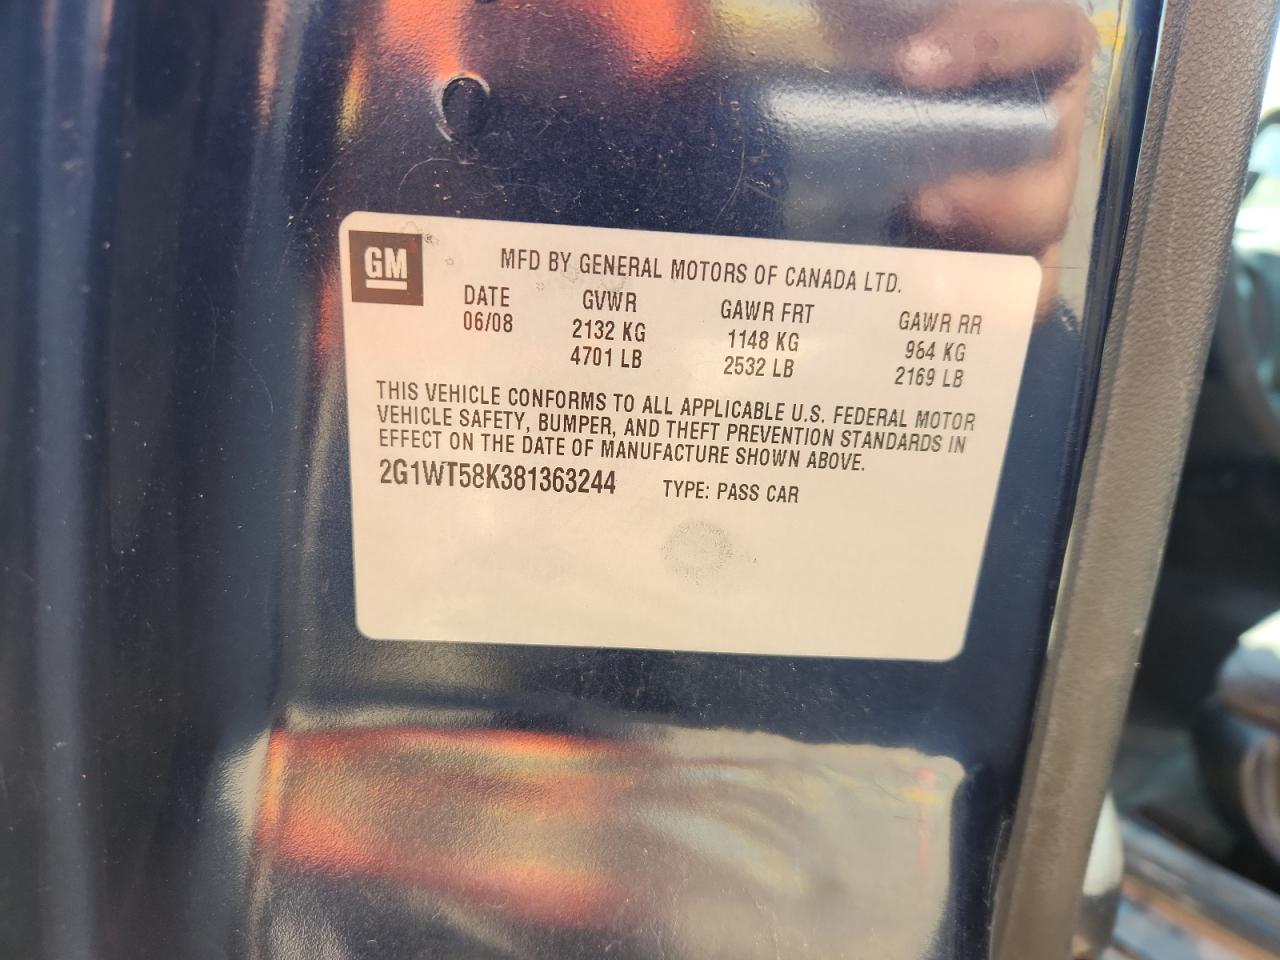 GM
MFD BY GENERAL MOTORS OF CANADA LTD.
DATE GVWR GAWR FRT GAWR RR
06/08 2132 KG 1148 KG 984 KG
4701 LB 2532 LB 2169 LB
THIS VEHICLE CONFORMS TO ALL APPLICABLE U.S. FEDERAL MOTOR
VEHICLE SAFETY, BUMPER, AND THEFT PREVENTION STANDARDS IN
EFFECT ON THE DATE OF MANUFACTURE SHOWN ABOVE.
2G1WT58K381363244 TYPE: PASS CAR